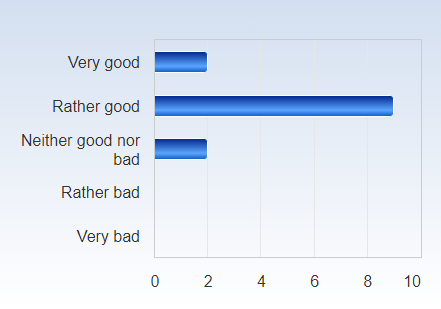 Very good
Rather good
Neither good nor
bad
Rather bad
Very bad
0 2 4 6 8 10